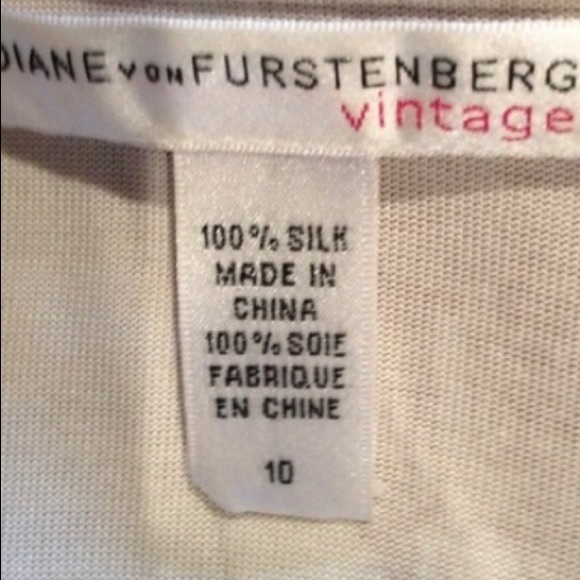 DIANE VON FURSTENBERG
vintage
100% SILK
MADE IN
CHINA
100% SOIE
FABRIQUE
EN CHINE
10